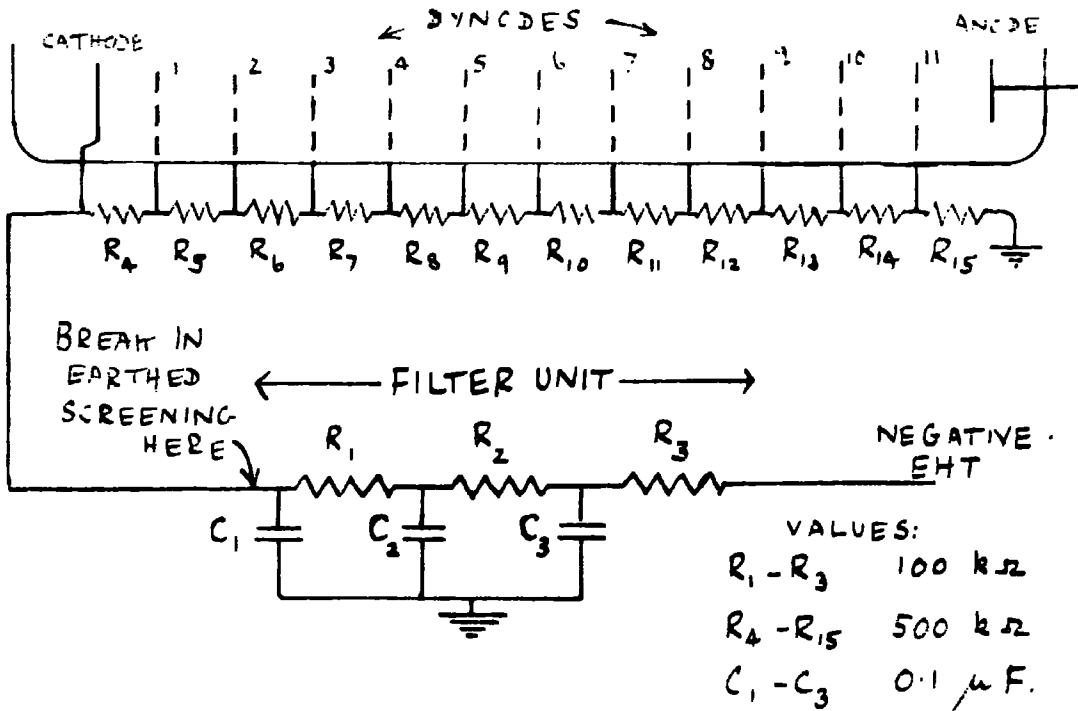 DYNODES
CATHODE
ANODE
1 2 3 4 5 6 7 8 9 10 11
R4 R5 R6 R7 R8 R9 R10 R11 R12 R13 R14 R15
BREAK IN
EARTHED
SCREENING
HERE
FILTER UNIT
R1 R2 R3
NEGATIVE.
EHT
C1 C2 C3
VALUES:
R1 - R3 100 kΩ
R4 - R15 500 kΩ
C1 - C3 0.1 μF.